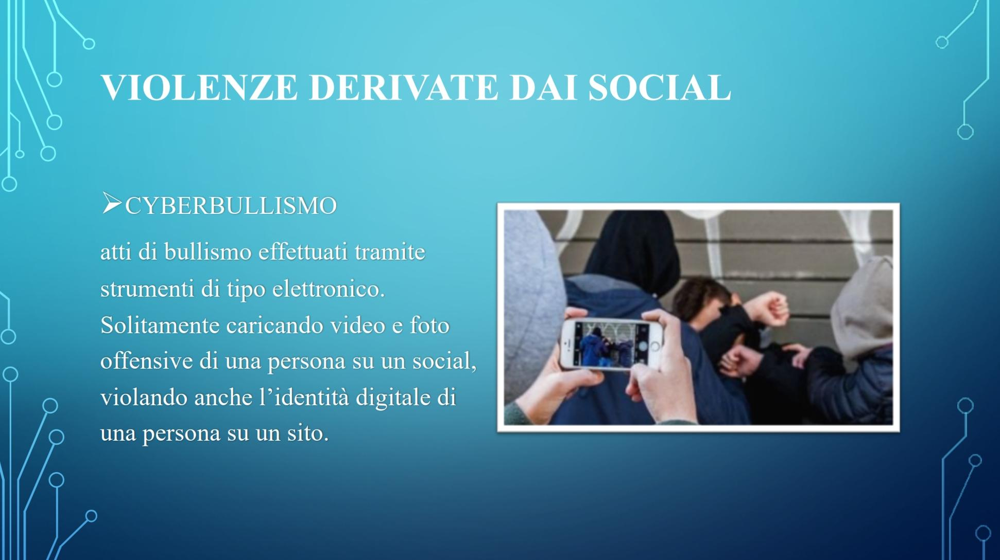 VIOLENZE DERIVATE DAI SOCIAL
CYBERBULLISMO
atti di bullismo effettuati tramite
strumenti di tipo elettronico.
Solitamente caricando video e foto
offensive di una persona su un social,
violando anche l’identità digitale di
una persona su un sito.